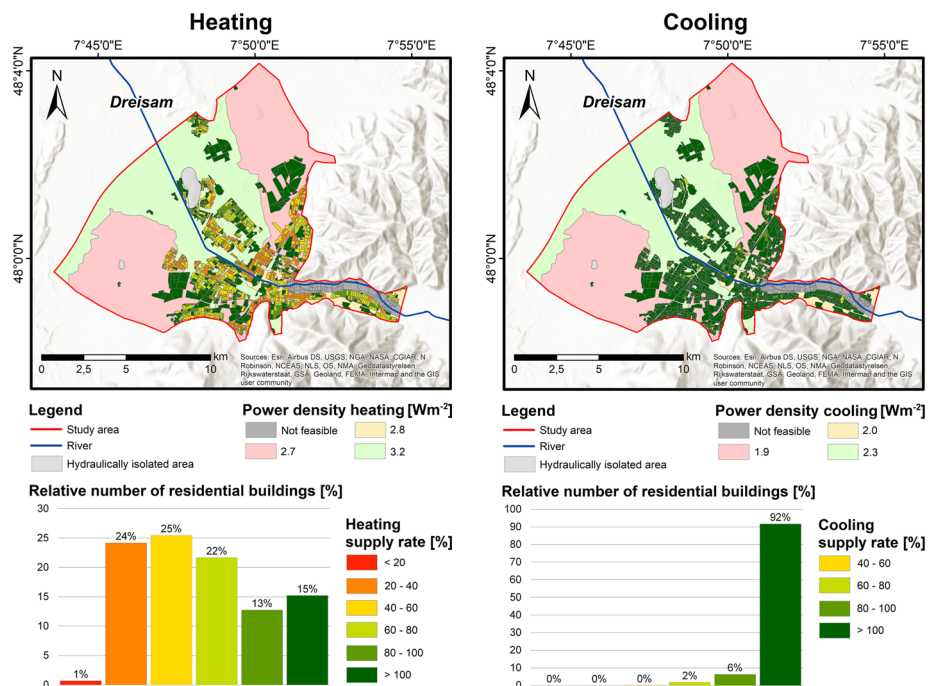 Heating
7°45'0"E
7°50'0"E
7°55'0"E
48°4'0"N
48°0'0"N
N
Dreisam
km
0
2,5
5
10
Sources: Esri, Airbus DS, USGS, NGA, NASA, CGIAR, N
Robinson, NCEAS, NLS, OS, NMA, Geodatastyrelsen,
Rijkswaterstaat, GSA, Geoland, FEMA, Intermap and the GIS
user community
Legend
Study area
River
Hydraulically isolated area
Power density heating [Wm-2]
Not feasible
2.8
2.7
3.2
Relative number of residential buildings [%]
30
25
20
15
10
5
0
1%
24%
25%
22%
13%
15%
Heating
supply rate [%]
< 20
20 - 40
40 - 60
60 - 80
80 - 100
> 100
Cooling
7°45'0"E
7°50'0"E
7°55'0"E
48°4'0"N
48°0'0"N
N
Dreisam
km
0
2,5
5
10
Sources: Esri, Airbus DS, USGS, NGA, NASA, CGIAR, N
Robinson, NCEAS, NLS, OS, NMA, Geodatastyrelsen,
Rijkswaterstaat, GSA, Geoland, FEMA, Intermap and the GIS
user community
Legend
Study area
River
Hydraulically isolated area
Power density cooling [Wm-2]
Not feasible
2.0
1.9
2.3
Relative number of residential buildings [%]
100
90
80
70
60
50
40
30
20
10
0
0%
0%
0%
2%
6%
92%
Cooling
supply rate [%]
40 - 60
60 - 80
80 - 100
> 100